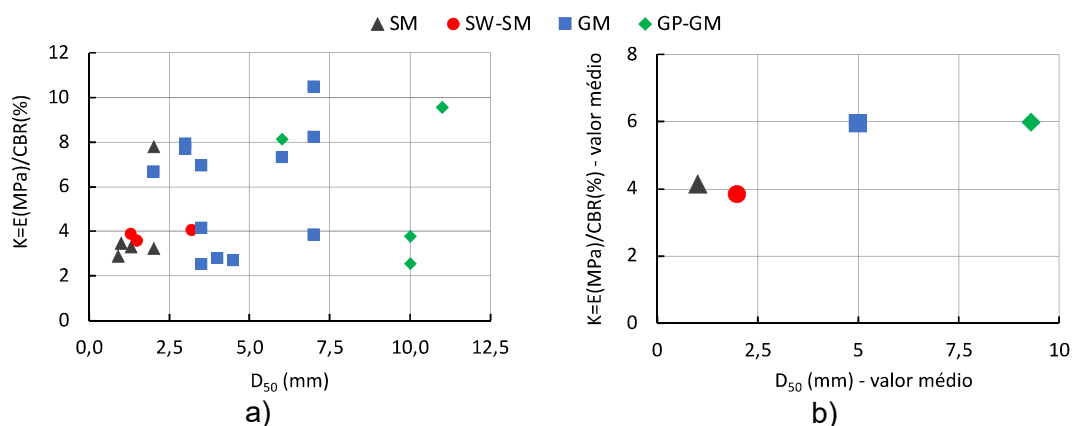 SM SW-SM GM GP-GM
K=E(MPa)/CBR(%)
12
10
8
6
4
2
0
0,0 2,5 5,0 7,5 10,0 12,5
D₅₀ (mm)
a)
K=E(MPa)/CBR(%) - valor médio
8
6
4
2
0
0 2,5 5 7,5 10
D₅₀ (mm) - valor médio
b)